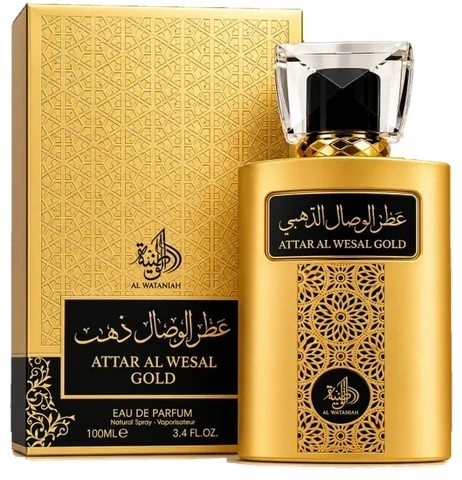 الوطنية
AL WATANIAH
عطر الوصال ذهب
ATTAR AL WESAL
GOLD
EAU DE PARFUM
Natural Spray - Vaporisateur
100ML℮ 3.4 FL.OZ.
عطر الوصال الذهبي
ATTAR AL WESAL GOLD
الوطنية
AL WATANIAH